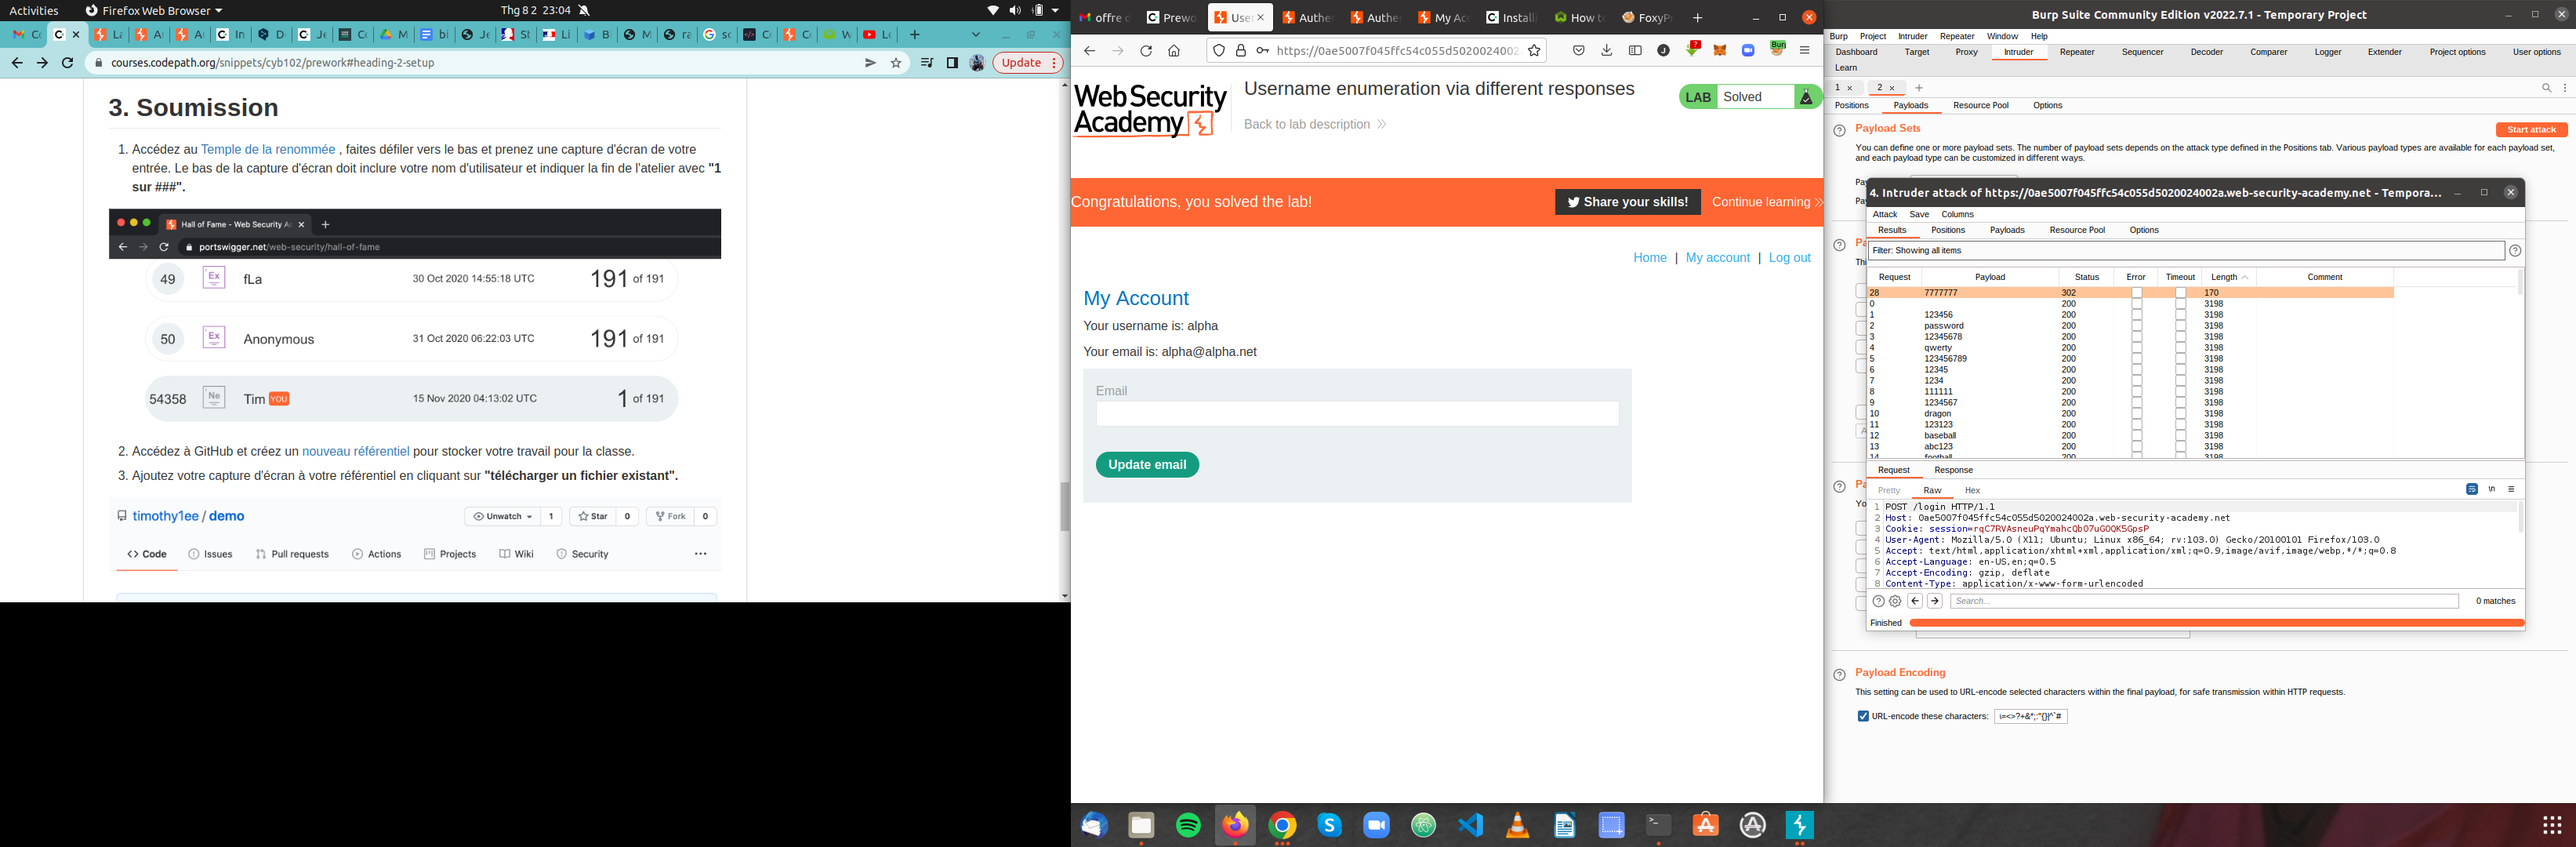 Activities
Firefox Web Browser
Thg 8 2 23:04
courses.codepath.org/snippets/cyb102/prework#heading-2-setup
Update
3. Soumission
1. Accédez au Temple de la renommée , faites défiler vers le bas et prenez une capture d'écran de votre
entrée. Le bas de la capture d'écran doit inclure votre nom d'utilisateur et indiquer la fin de l'atelier avec "1
sur ###".
Hall of Fame - Web Security Ac
portswigger.net/web-security/hall-of-fame
49 Ex fLa 30 Oct 2020 14:55:18 UTC 191 of 191
50 Ex Anonymous 31 Oct 2020 06:22:03 UTC 191 of 191
54358 Ne Tim YOU 15 Nov 2020 04:13:02 UTC 1 of 191
2. Accédez à GitHub et créez un nouveau référentiel pour stocker votre travail pour la classe.
3. Ajoutez votre capture d'écran à votre référentiel en cliquant sur "télécharger un fichier existant".
timothy1ee / demo
Unwatch 1 Star 0 Fork 0
Code Issues Pull requests Actions Projects Wiki Security
offre Prewo User Authe Authe My Acc Install How to FoxyP
https://0ae5007f045ffc54c055d5020024002
WebSecurity
Academy
Username enumeration via different responses
Back to lab description
LAB Solved
Congratulations, you solved the lab!
Share your skills!
Continue learning
Home | My account | Log out
My Account
Your username is: alpha
Your email is: alpha@alpha.net
Email
Update email
Burp Suite Community Edition v2022.7.1 - Temporary Project
Burp Project Intruder Repeater Window Help
Dashboard Target Proxy Intruder Repeater Sequencer Decoder Comparer Logger Extender Project options User options
Learn
1 × 2 ×
Positions Payloads Resource Pool Options
Payload Sets
Start attack
You can define one or more payload sets. The number of payload sets depends on the attack type defined in the Positions tab. Various payload types are available for each payload set,
and each payload type can be customized in different ways.
4. Intruder attack of https://0ae5007f045ffc54c055d5020024002a.web-security-academy.net - Tempora...
Attack Save Columns
Results Positions Payloads Resource Pool Options
Filter: Showing all items
Request Payload Status Error Timeout Length Comment
28 7777777 302 170
0 200 3198
1 123456 200 3198
2 password 200 3198
3 12345678 200 3198
4 qwerty 200 3198
5 123456789 200 3198
6 12345 200 3198
7 1234 200 3198
8 111111 200 3198
9 1234567 200 3198
10 dragon 200 3198
11 123123 200 3198
12 baseball 200 3198
13 abc123 200 3198
14 football 200 3198
Request Response
Pretty Raw Hex
1 POST /login HTTP/1.1
2 Host: 0ae5007f045ffc54c055d5020024002a.web-security-academy.net
3 Cookie: session=rqC7RVAsneuPqYmahcQb07uGOQK5GpsP
4 User-Agent: Mozilla/5.0 (X11; Ubuntu; Linux x86_64; rv:103.0) Gecko/20100101 Firefox/103.0
5 Accept: text/html,application/xhtml+xml,application/xml;q=0.9,image/avif,image/webp,*/*;q=0.8
6 Accept-Language: en-US,en;q=0.5
7 Accept-Encoding: gzip, deflate
8 Content-Type: application/x-www-form-urlencoded
Search...
0 matches
Finished
Payload Encoding
This setting can be used to URL-encode selected characters within the final payload, for safe transmission within HTTP requests.
URL-encode these characters: